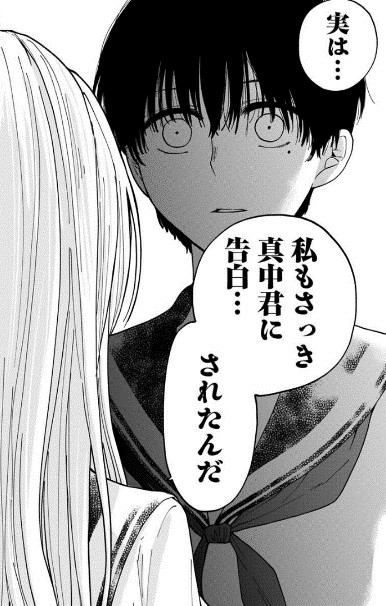 実は…
私もさっき
真中君に
告白…
されたんだ